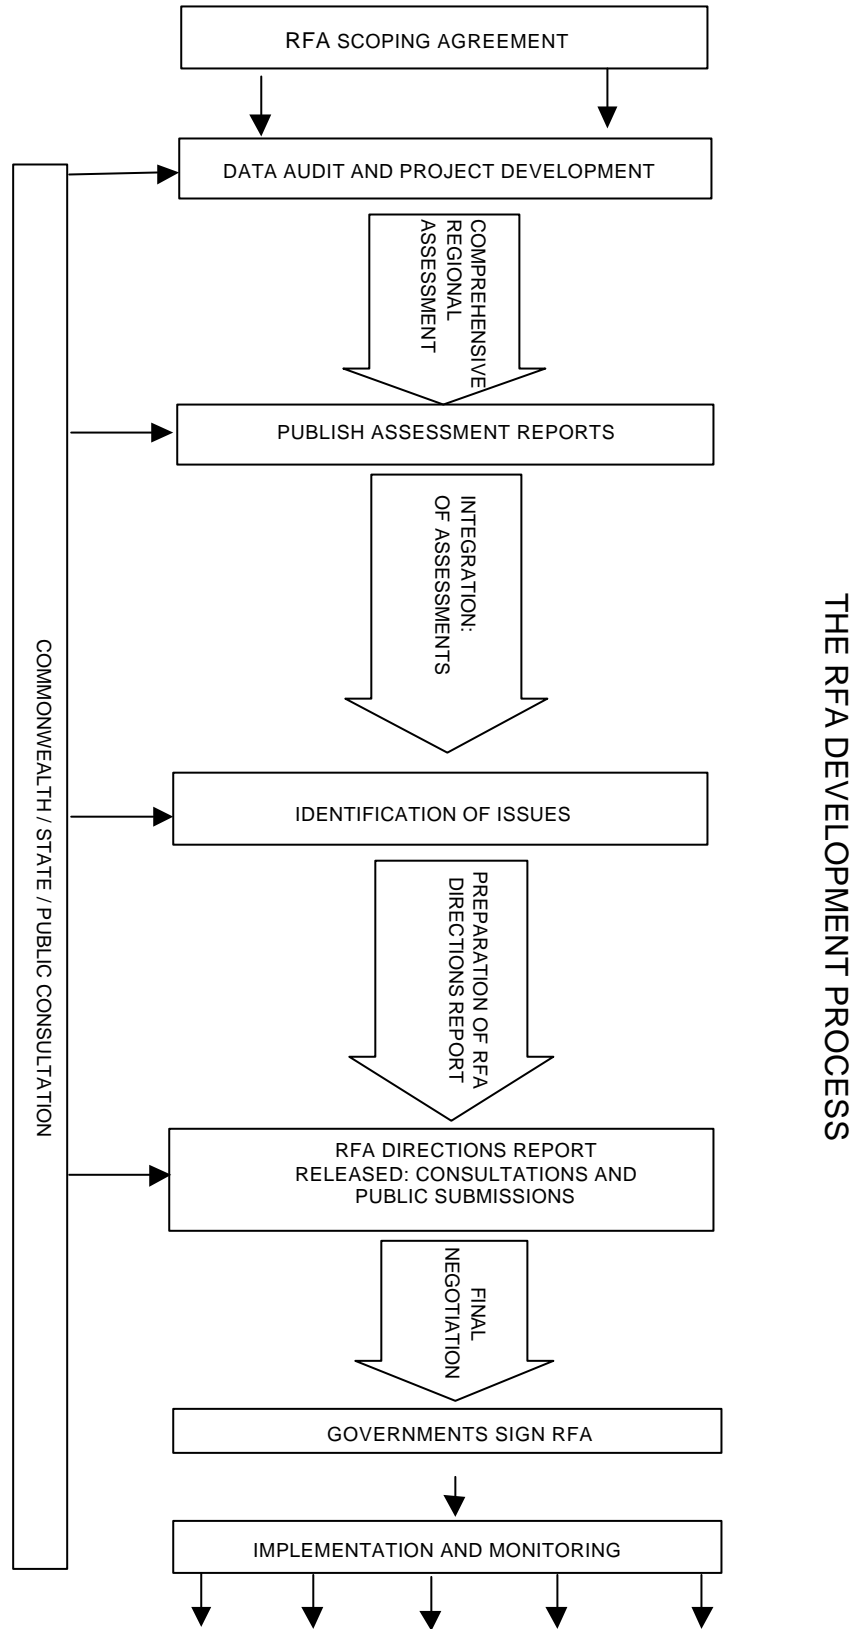 THE RFA DEVELOPMENT PROCESS
RFA SCOPING AGREEMENT
DATA AUDIT AND PROJECT DEVELOPMENT
COMPREHENSIVE
REGIONAL
ASSESSMENT
PUBLISH ASSESSMENT REPORTS
INTEGRATION:
OF ASSESSMENTS
IDENTIFICATION OF ISSUES
PREPARATION OF RFA
DIRECTIONS REPORT
RFA DIRECTIONS REPORT
RELEASED: CONSULTATIONS AND
PUBLIC SUBMISSIONS
FINAL
NEGOTIATION
GOVERNMENTS SIGN RFA
IMPLEMENTATION AND MONITORING
COMMONWEALTH / STATE / PUBLIC CONSULTATION